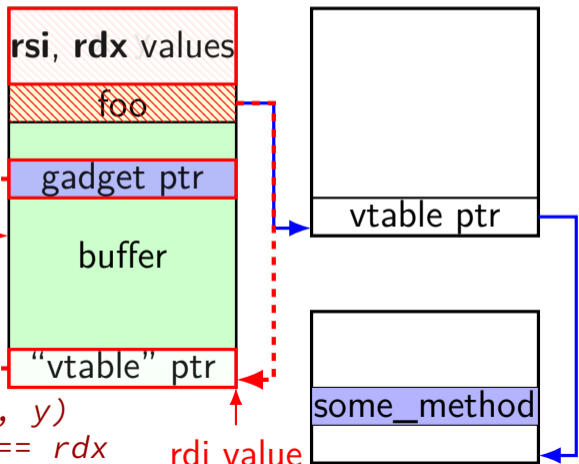 rsi, rdx values
foo
gadget ptr
buffer
“vtable” ptr
vtable ptr
some_method
, y)
== rdx
rdi value